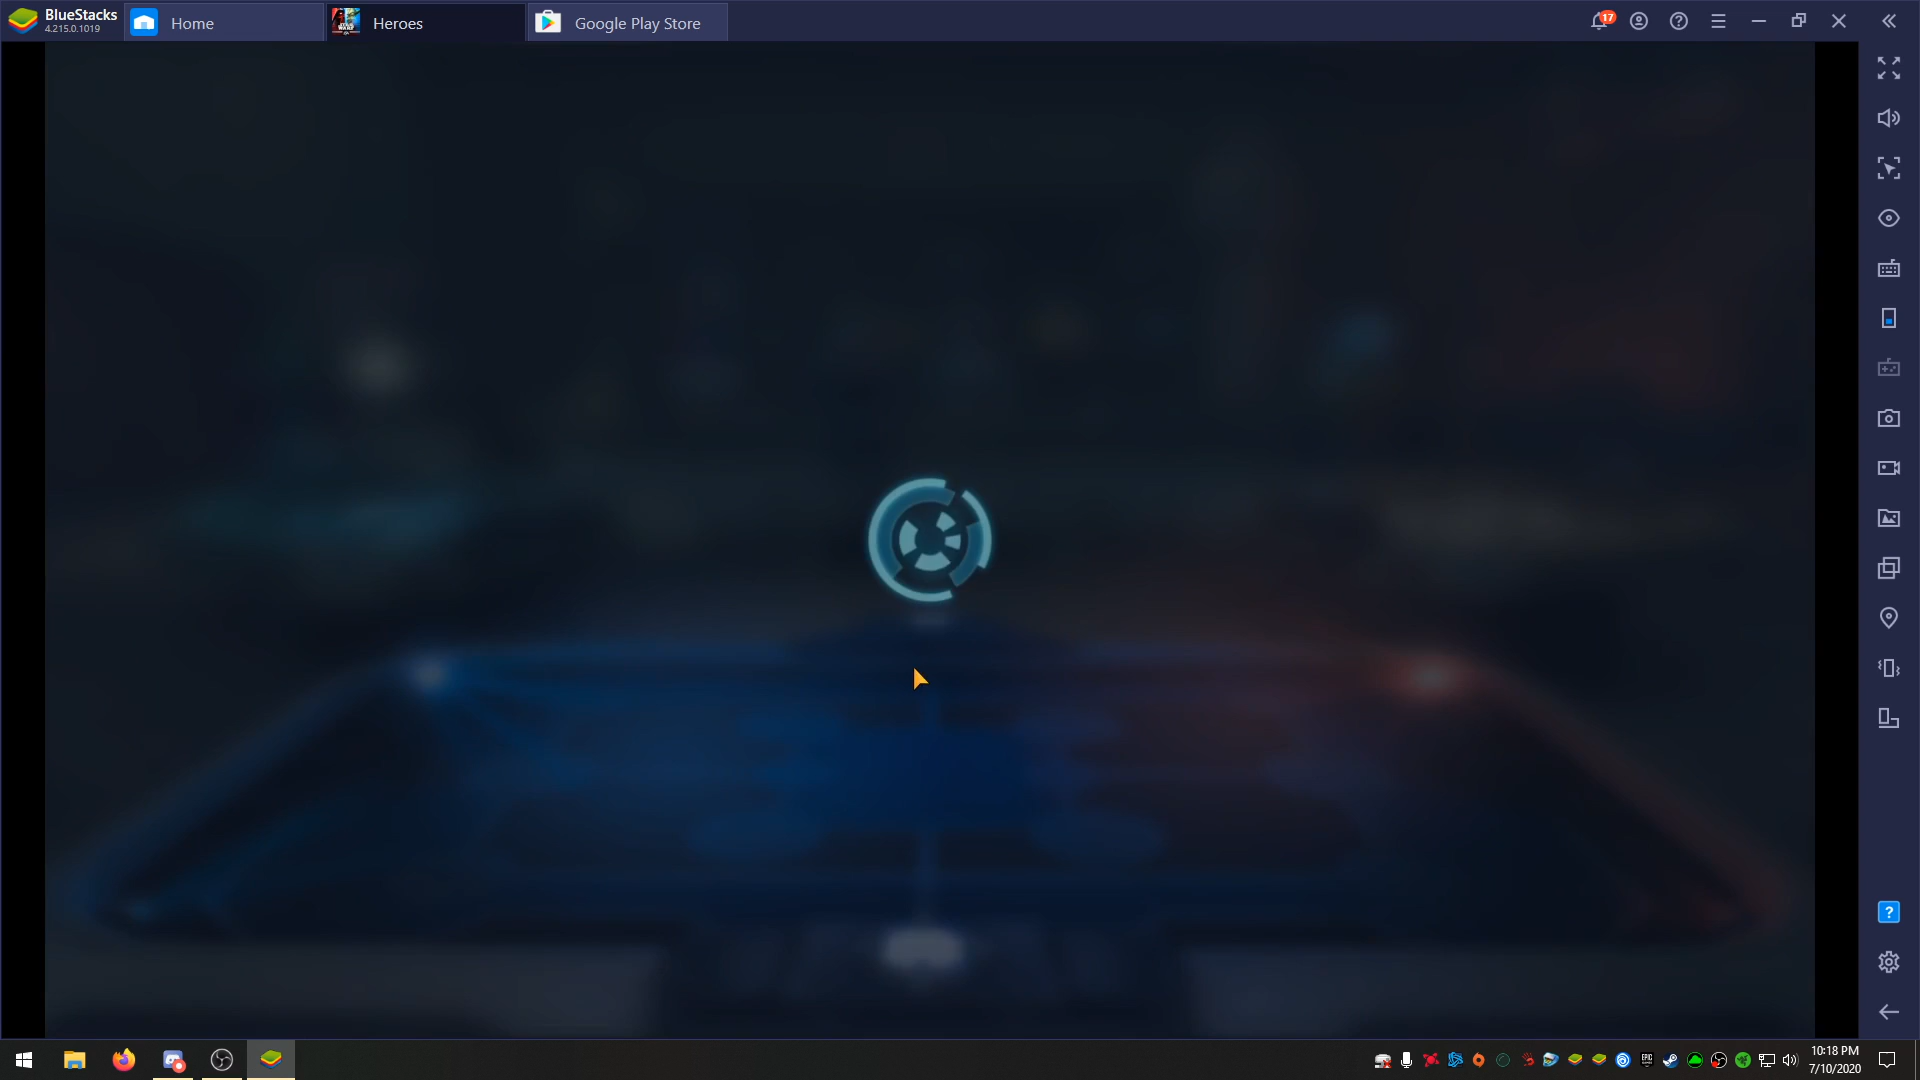 BlueStacks
4.215.0.1019
Home
Heroes
Google Play Store
17
?
10:18 PM
7/10/2020